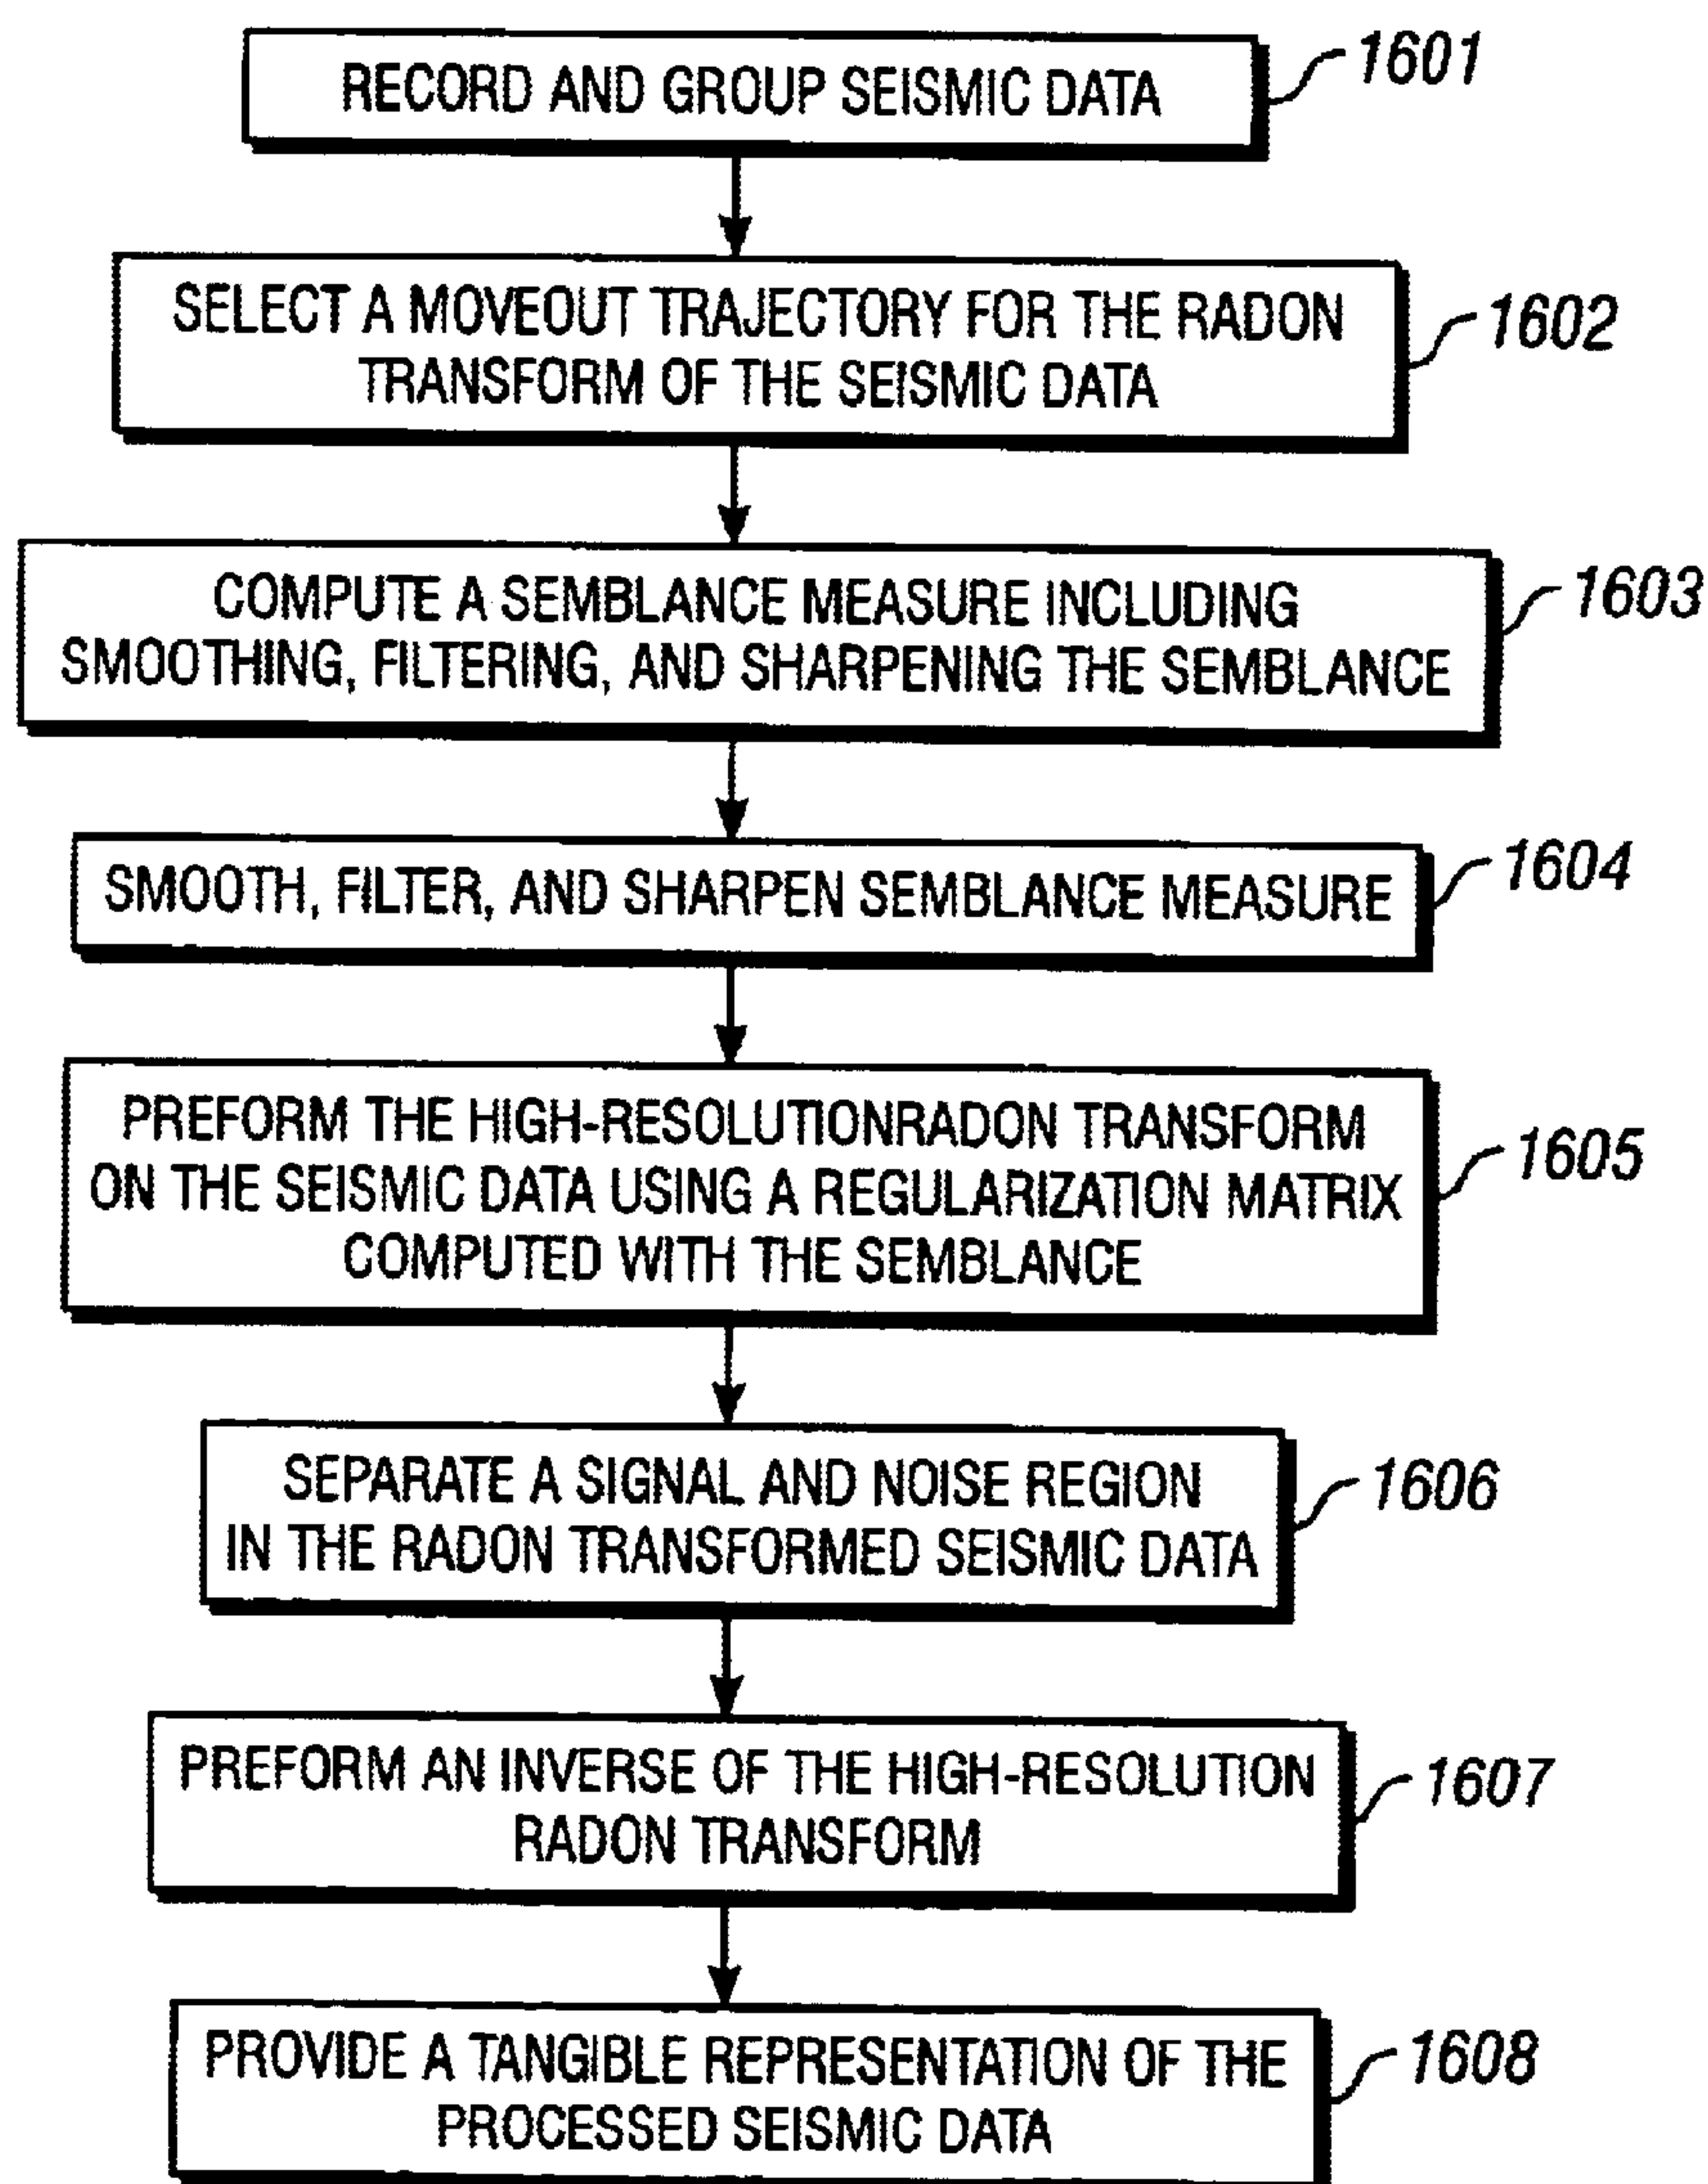 RECORD AND GROUP SEISMIC DATA
1601
SELECT A MOVEOUT TRAJECTORY FOR THE RADON
TRANSFORM OF THE SEISMIC DATA
1602
COMPUTE A SEMBLANCE MEASURE INCLUDING
SMOOTHING, FILTERING, AND SHARPENING THE SEMBLANCE
1603
SMOOTH, FILTER, AND SHARPEN SEMBLANCE MEASURE
1604
PREFORM THE HIGH-RESOLUTIONRADON TRANSFORM
ON THE SEISMIC DATA USING A REGULARIZATION MATRIX
COMPUTED WITH THE SEMBLANCE
1605
SEPARATE A SIGNAL AND NOISE REGION
IN THE RADON TRANSFORMED SEISMIC DATA
1606
PREFORM AN INVERSE OF THE HIGH-RESOLUTION
RADON TRANSFORM
1607
PROVIDE A TANGIBLE REPRESENTATION OF THE
PROCESSED SEISMIC DATA
1608